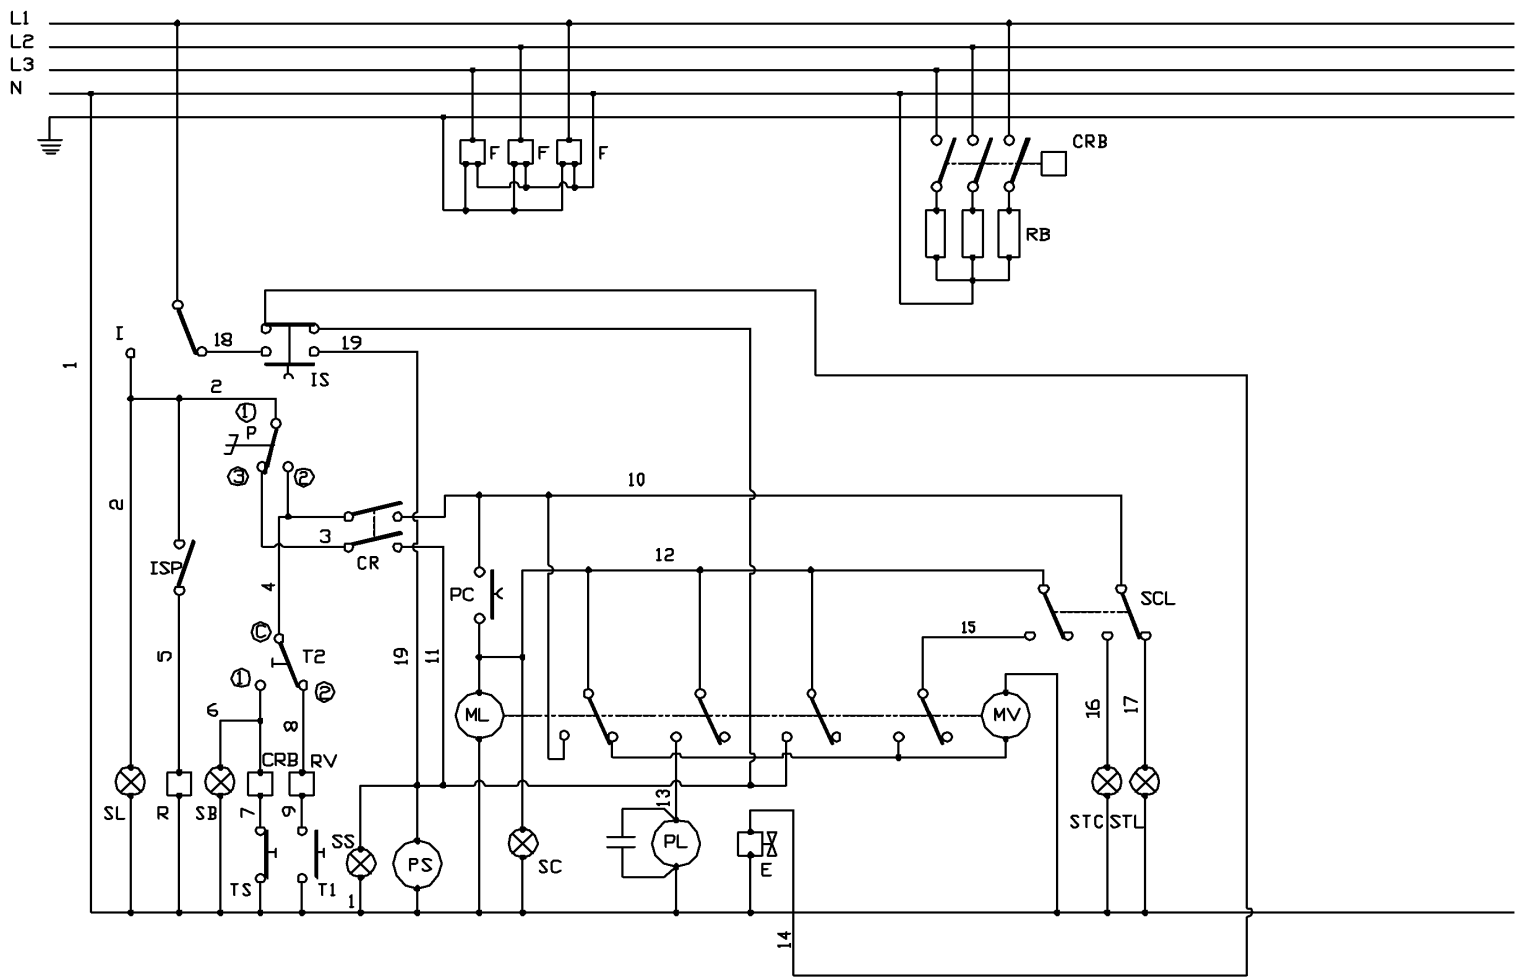 L1
L2
L3
N
F F F
CRB
RB
I
18
19
IS
1
2
1
P
3
2
2
3
CR
10
ISP
4
PC
12
SCL
C
T2
15
5
1
2
19
11
6
8
ML
MV
16
17
CRB RV
SL
R
SB
7
9
SS
13
STC STL
TS
T1
1
PS
SC
PL
E
14